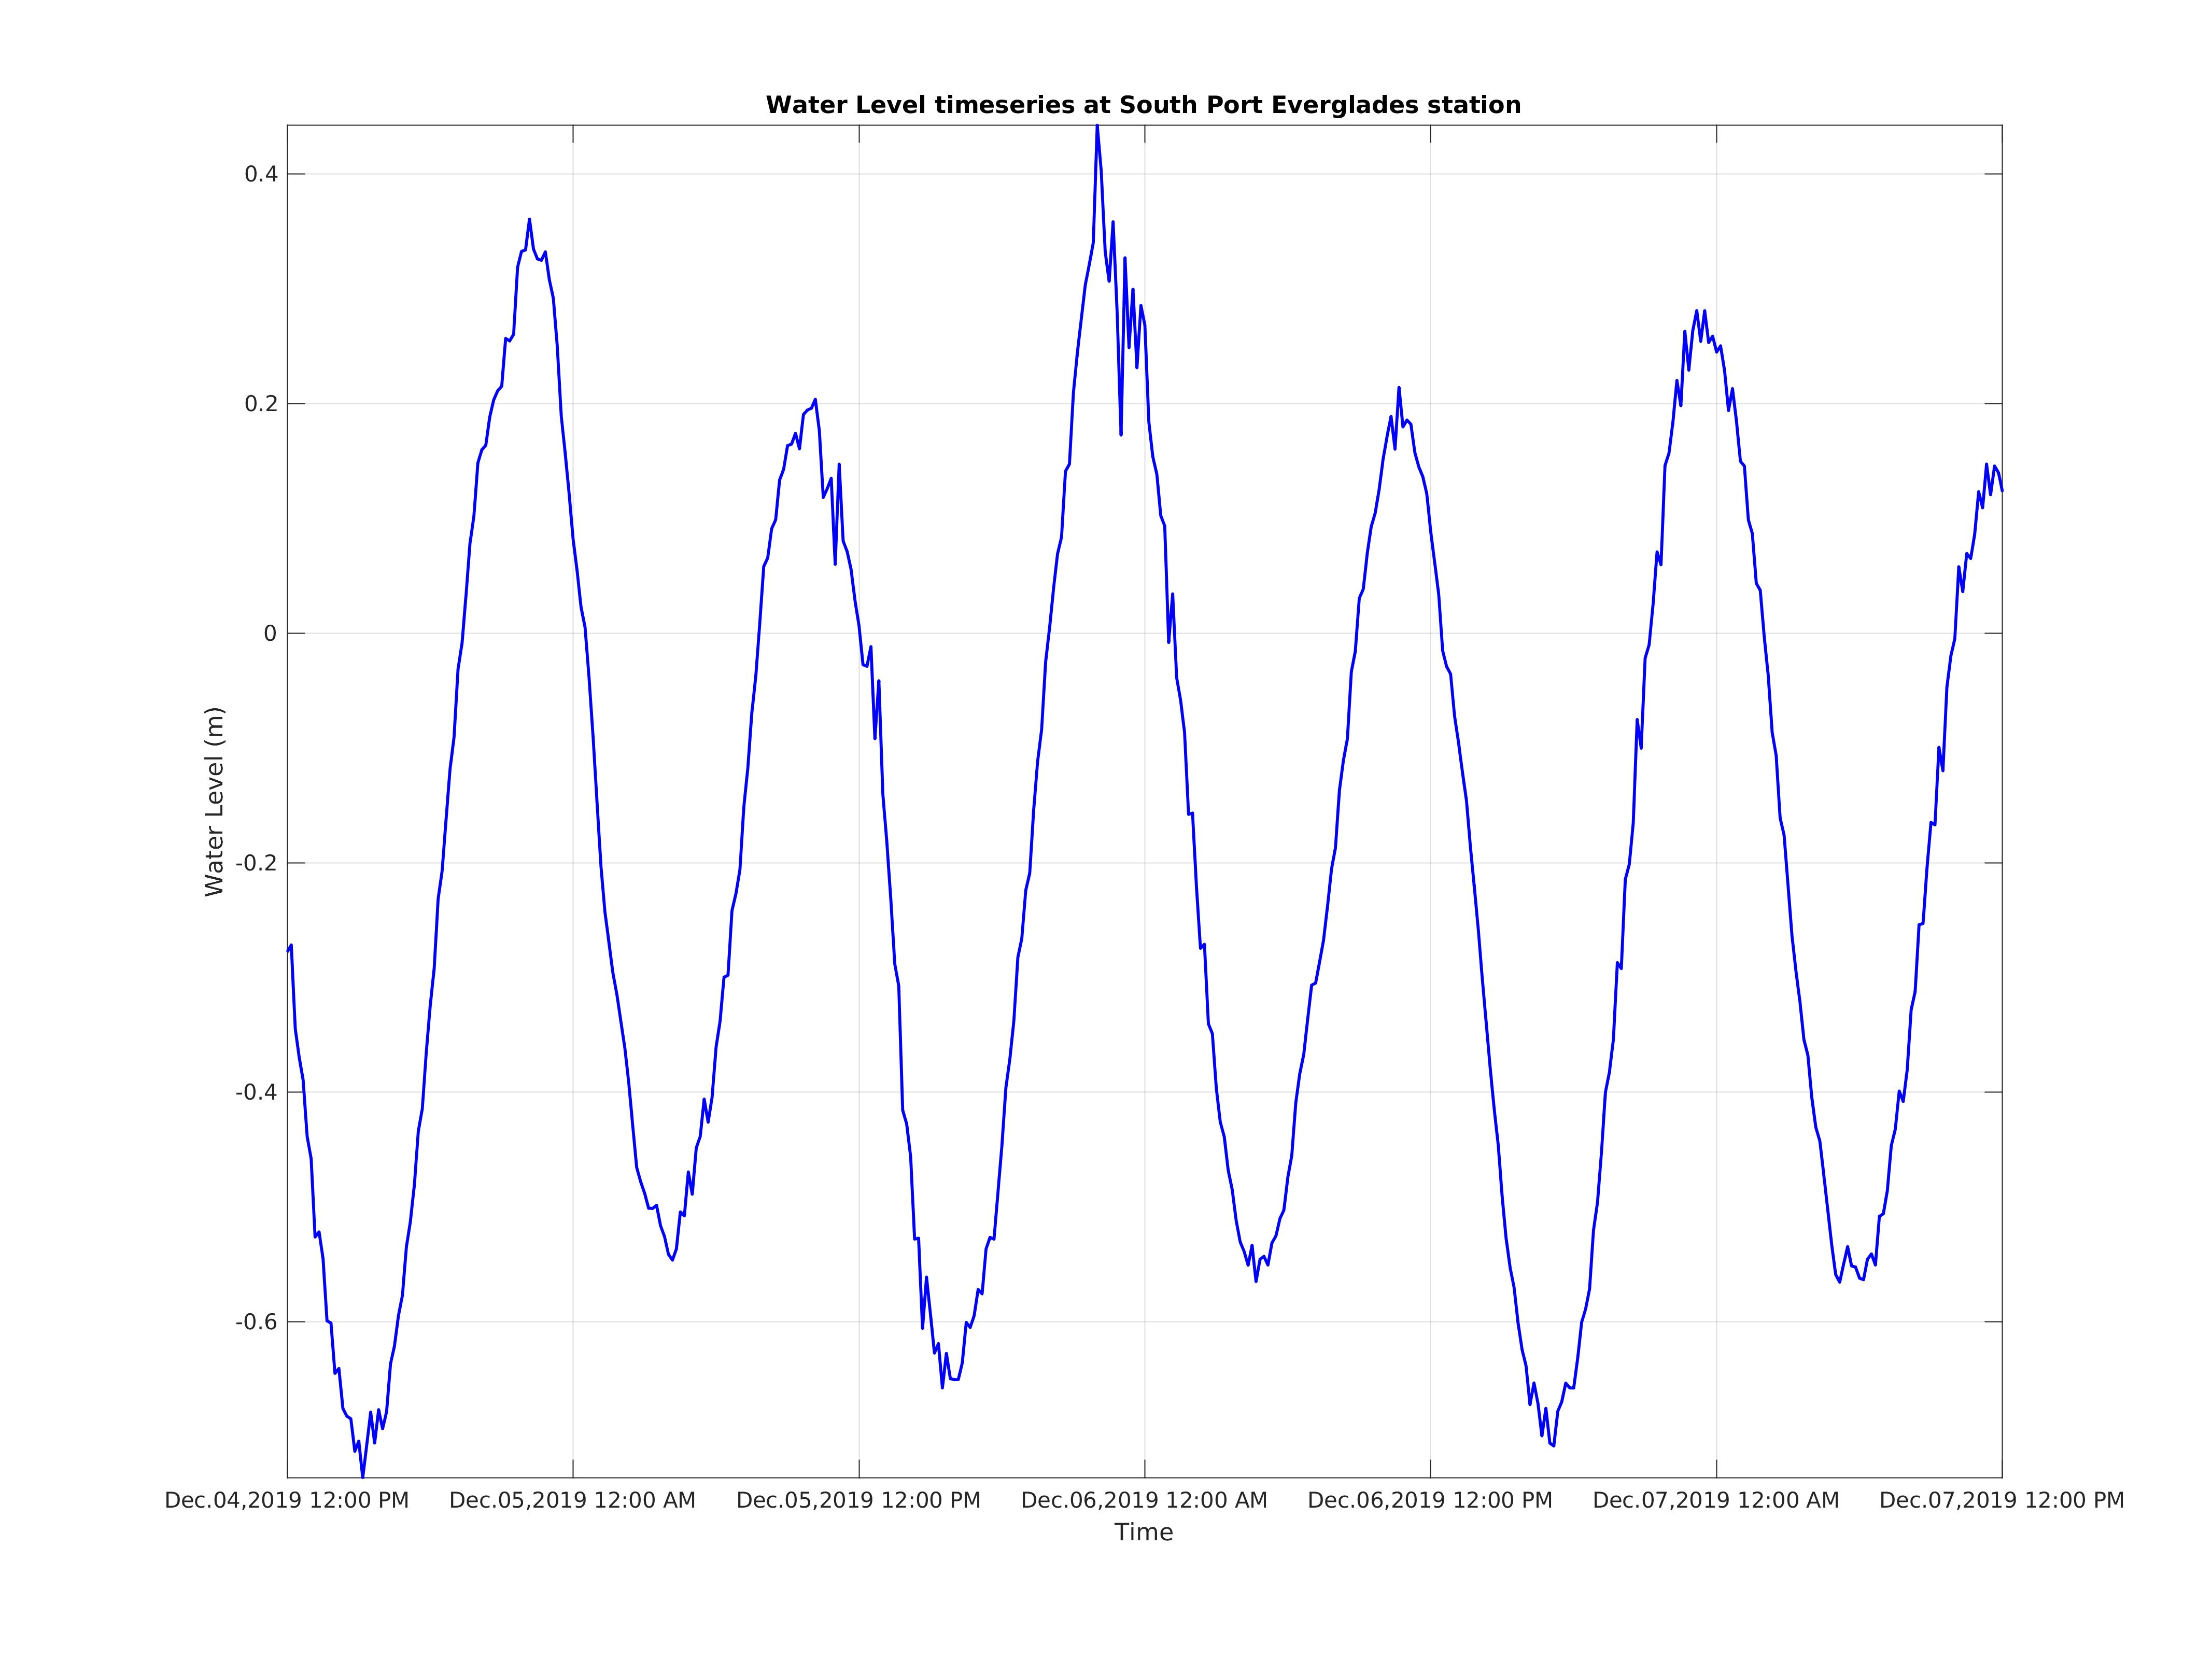 Water Level timeseries at South Port Everglades station
0.4
0.2
0
-0.2
-0.4
-0.6
Water Level (m)
Dec.04,2019 12:00 PM
Dec.05,2019 12:00 AM
Dec.05,2019 12:00 PM
Dec.06,2019 12:00 AM
Dec.06,2019 12:00 PM
Dec.07,2019 12:00 AM
Dec.07,2019 12:00 PM
Time